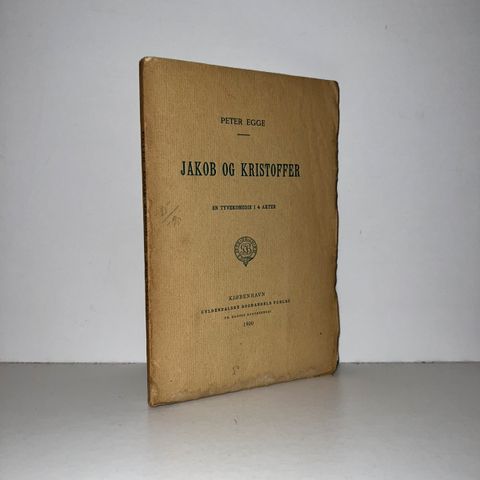 PETER EGGE
JAKOB OG KRISTOFFER
EN TYVEKOMEDIE I 4 AKTER
KJØBENHAVN
GYLDENDALSKE BOGHANDELS FORLAG
1900